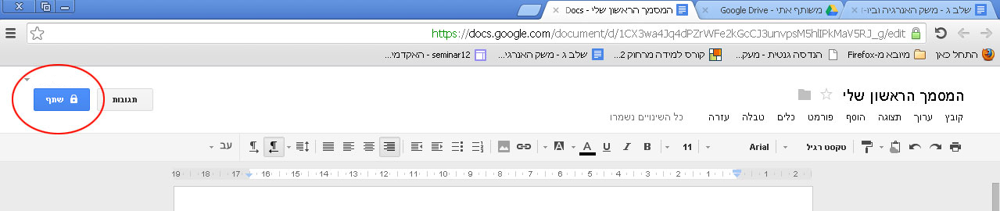 שלב ג - משק האנרגיה וביו-ו
משותף אתי - Google Drive
המסמך הראשון שלי - Docs
https://docs.google.com/document/d/1CX3wa4Jq4dPZrWFe2kGcCJ3unvpsM5hlIPkMaV5RJ_g/edit
התחל כאן
מיובא מ-Firefox
הנדסה גנטית - מעק...
קורס למידה מרחוק 2...
שלב ג - משק האנרגי...
seminar12 - האקדמי...
המסמך הראשון שלי
תגובות
שתף
קובץ ערוך תצוגה הוסף פורמט כלים טבלה עזרה כל השינויים נשמרו
טקסט רגיל Arial 11 B I U A A עב
19 18 17 16 15 14 13 12 11 10 9 8 7 6 5 4 3 2 1 1 2